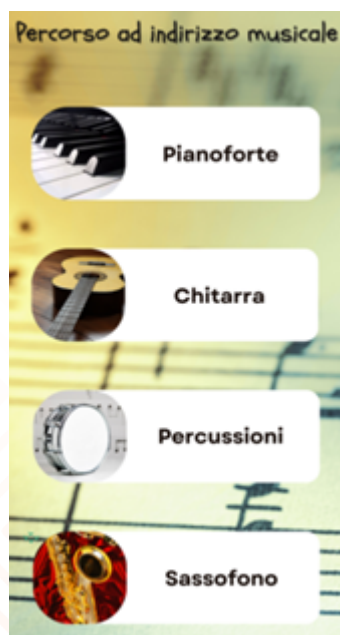 Percorso ad indirizzo musicale
Pianoforte
Chitarra
Percussioni
Sassofono